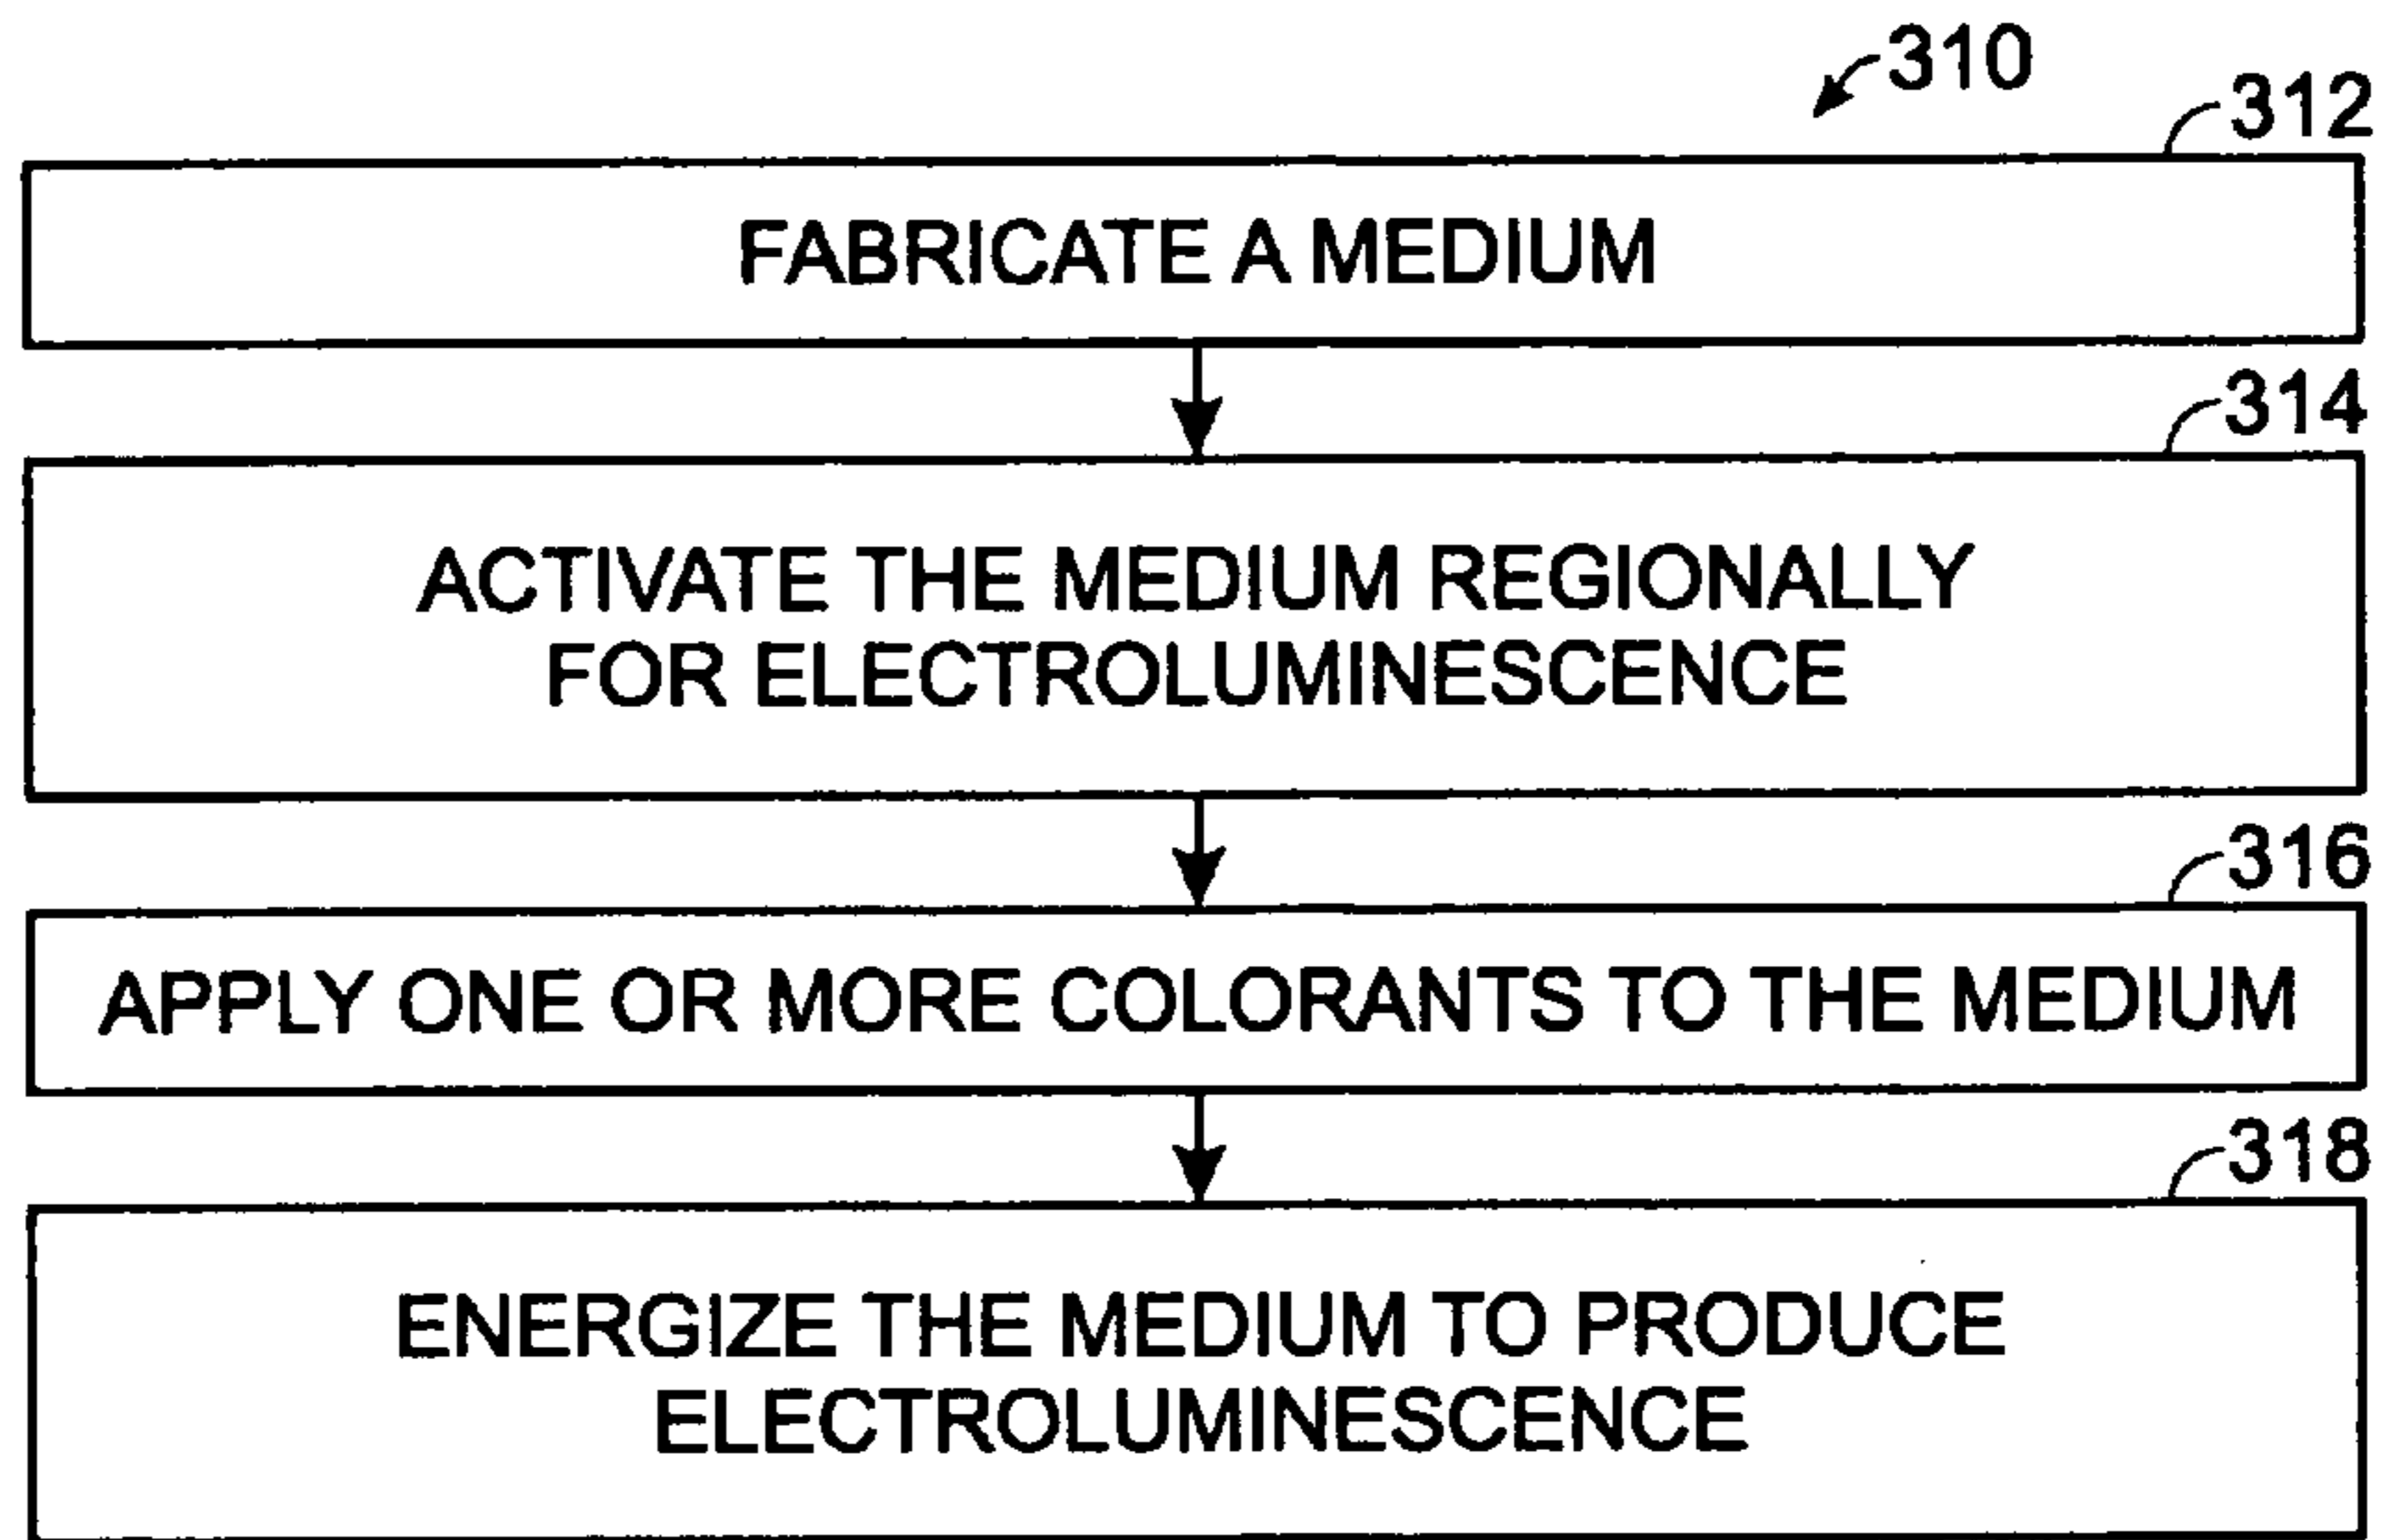 310
312
FABRICATE A MEDIUM
314
ACTIVATE THE MEDIUM REGIONALLY
FOR ELECTROLUMINESCENCE
316
APPLY ONE OR MORE COLORANTS TO THE MEDIUM
318
ENERGIZE THE MEDIUM TO PRODUCE
ELECTROLUMINESCENCE